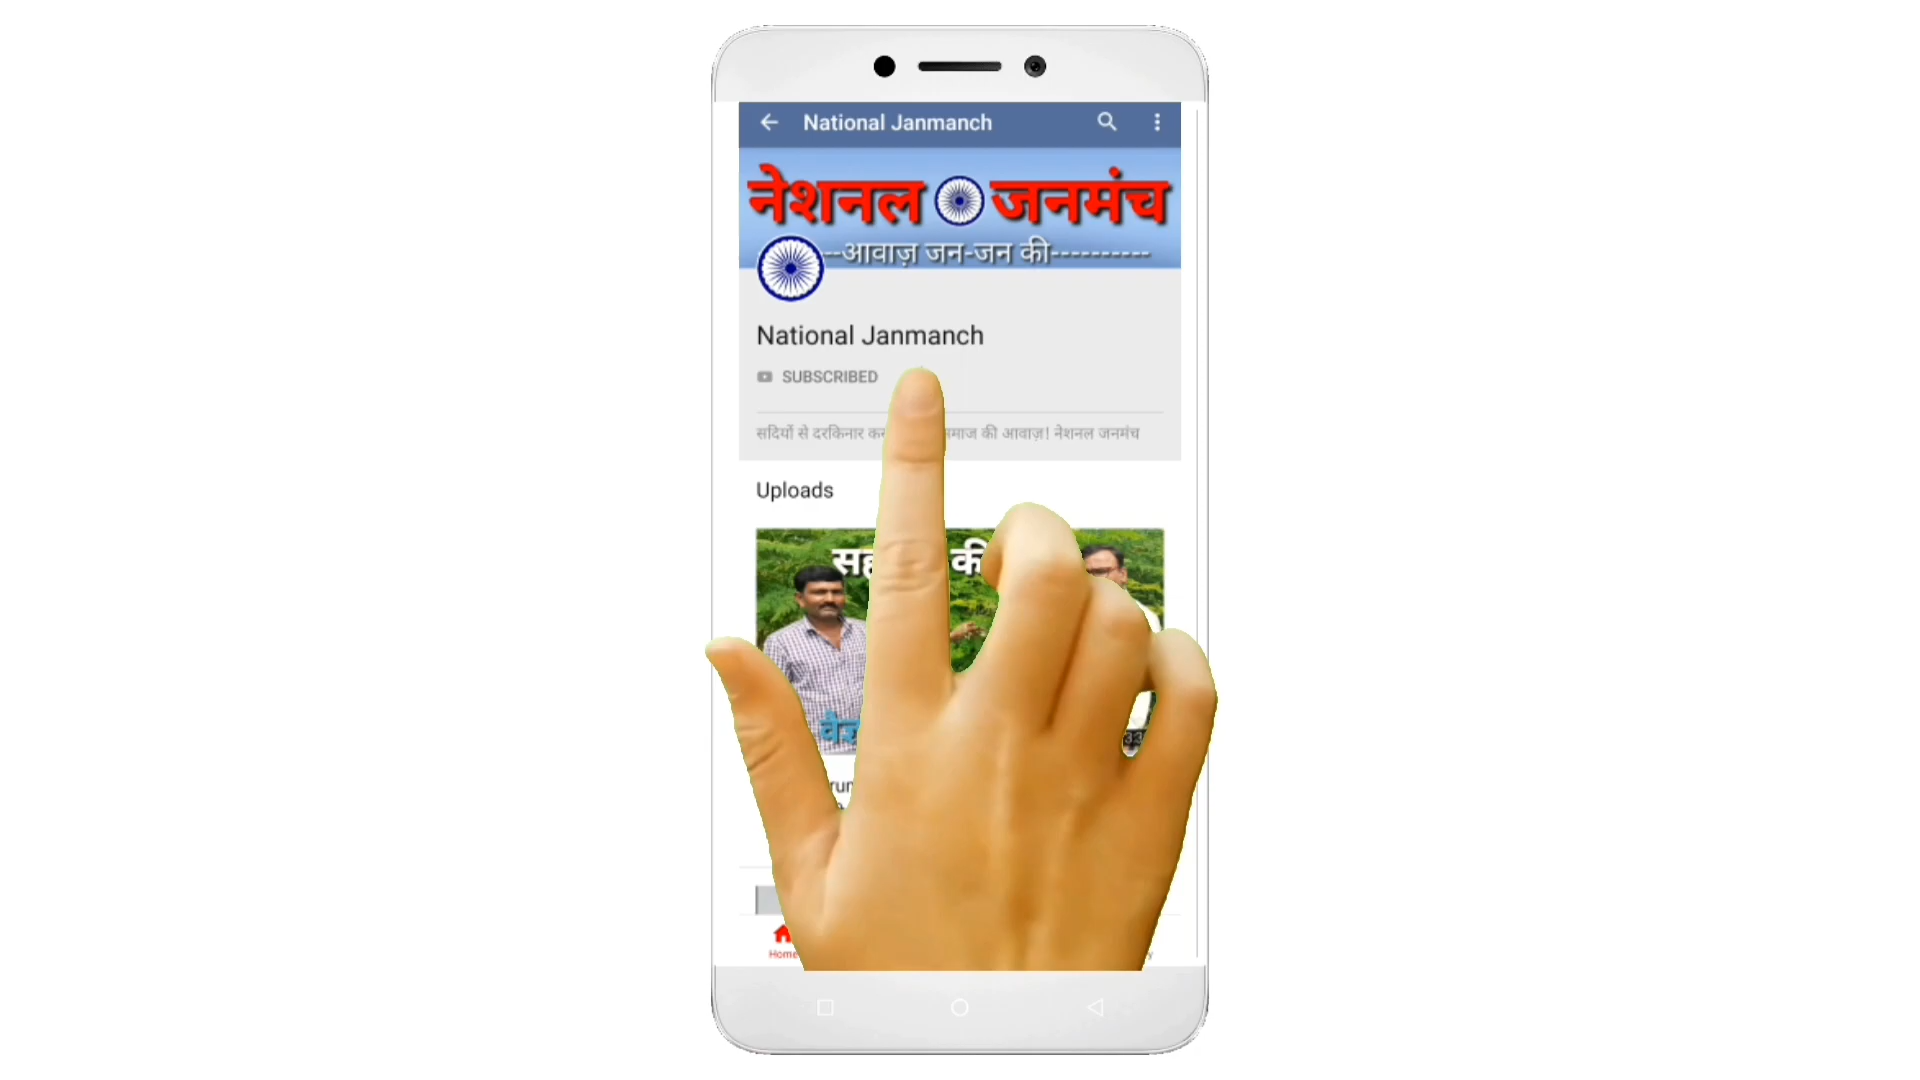 National Janmanch
नेशनल जनमंच
--आवाज़ जन-जन की----------
National Janmanch
SUBSCRIBED
सदियों से दरकिनार समाज की आवाज़! नेशनल जनमंच
Uploads
की
Home